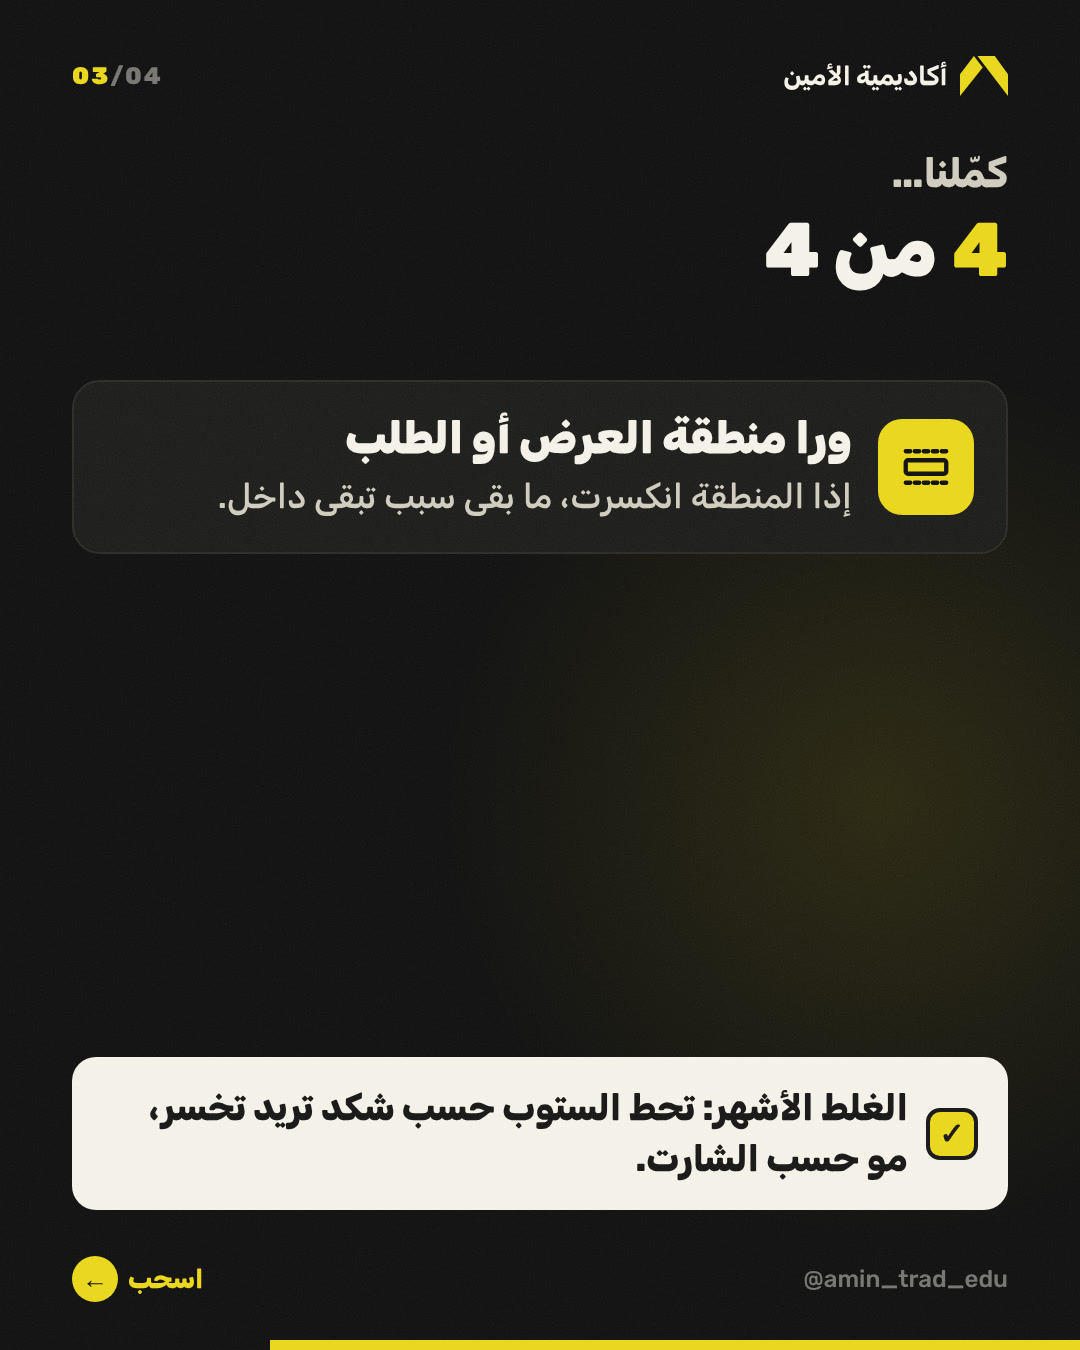 أكاديمية الأمين
03/04
كمّلنا...
4 من 4
ورا منطقة العرض أو الطلب
إذا المنطقة انكسرت، ما بقى سبب تبقى داخل.
الغلط الأشهر: تحط الستوب حسب شكد تريد تخسر،
مو حسب الشارت.
@amin_trad_edu
اسحب ←